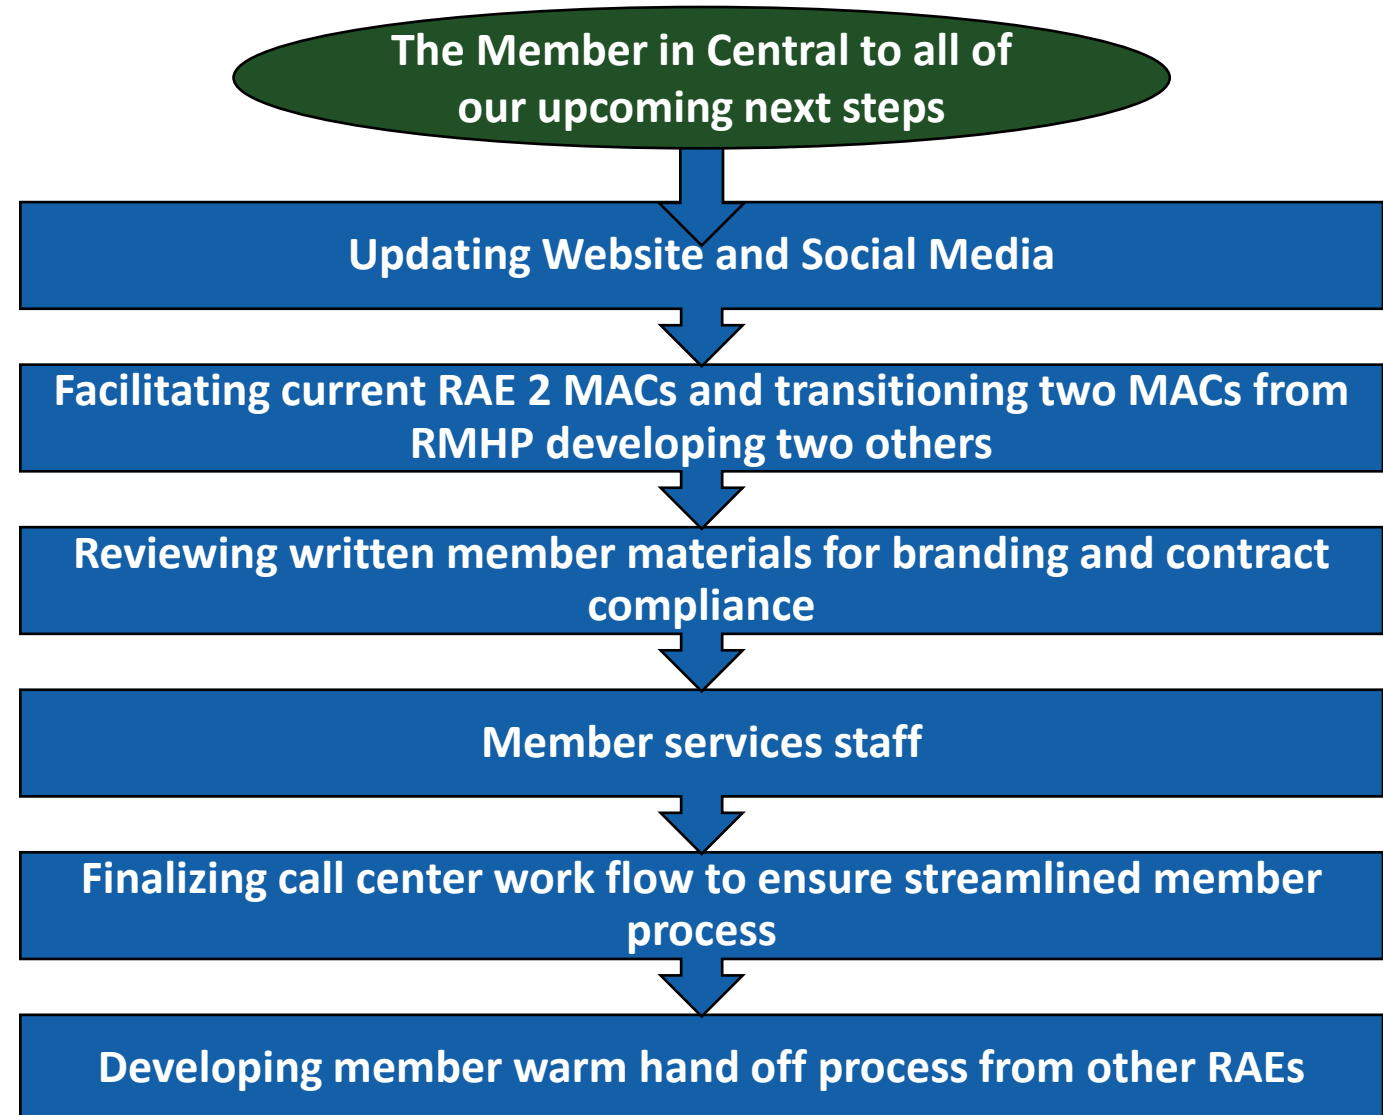 The Member in Central to all of
our upcoming next steps
Updating Website and Social Media
Facilitating current RAE 2 MACs and transitioning two MACs from
RMHP developing two others
Reviewing written member materials for branding and contract
compliance
Member services staff
Finalizing call center work flow to ensure streamlined member
process
Developing member warm hand off process from other RAEs